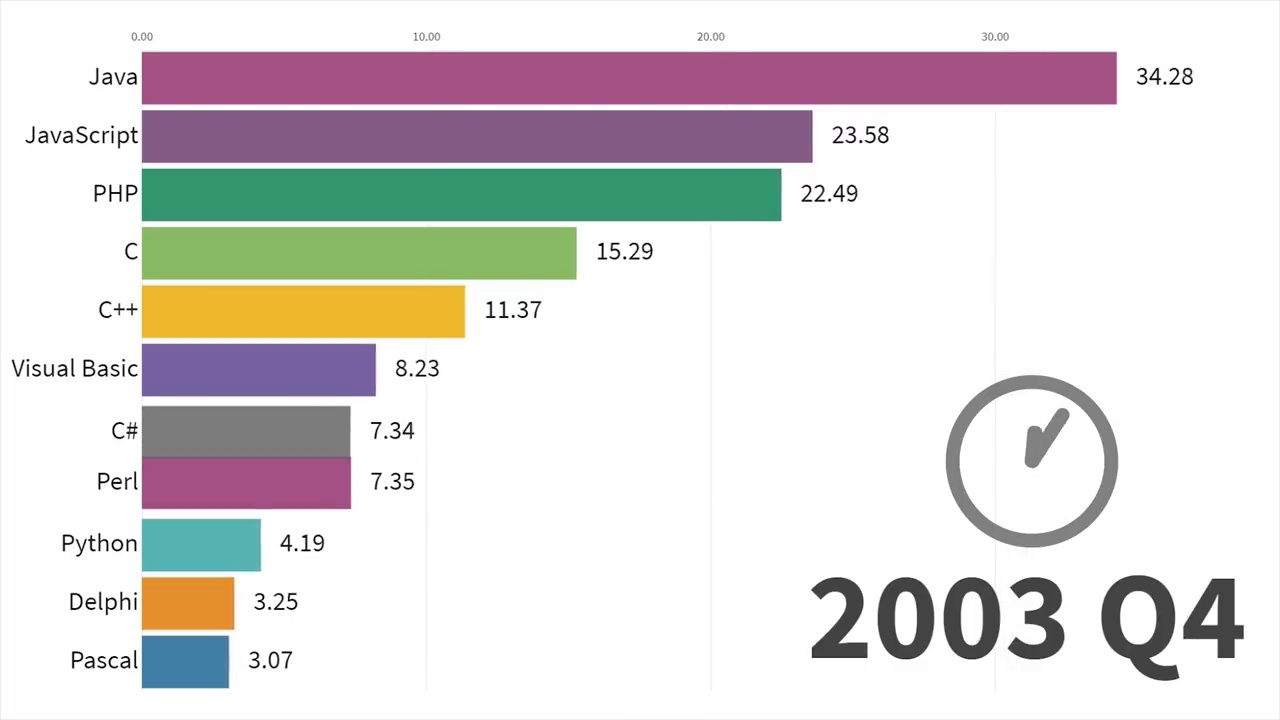 0.00 10.00 20.00 30.00
Java 34.28
JavaScript 23.58
PHP 22.49
C 15.29
C++ 11.37
Visual Basic 8.23
C# 7.34
Perl 7.35
Python 4.19
Delphi 3.25
Pascal 3.07
2003 Q4